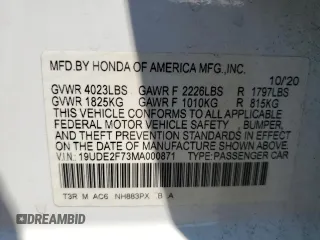 MFD.BY HONDA OF AMERICA MFG.,INC.
10/20
GVWR 4023LBS GAWR F 2226LBS R 1797LBS
GVWR 1825KG GAWR F 1010KG R 815KG
THIS VEHICLE CONFORMS TO ALL APPLICABLE
FEDERAL MOTOR VEHICLE SAFETY , BUMPER,
AND THEFT PREVENTION STANDARDS IN EFFECT
ON THE DATE OF MANUFACTURE SHOWN ABOVE.
VIN :19UDE2F73MA000871 TYPE:PASSENGER CAR
T3R M AC6 NH883PX B A
AUTOBIDMASTER